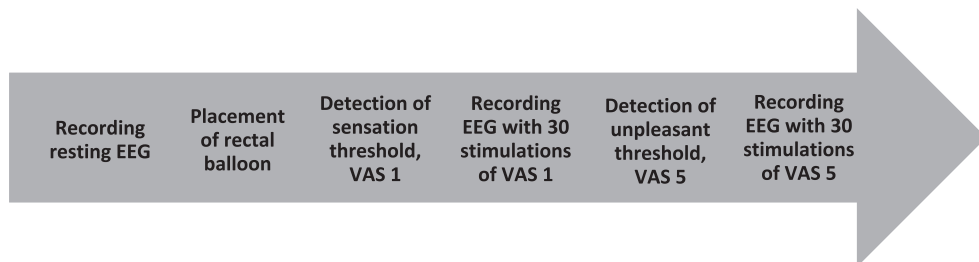 Recording
resting EEG
Placement
of rectal
balloon
Detection of
sensation
threshold,
VAS 1
Recording
EEG with 30
stimulations
of VAS 1
Detection of
unpleasant
threshold,
VAS 5
Recording
EEG with 30
stimulations
of VAS 5